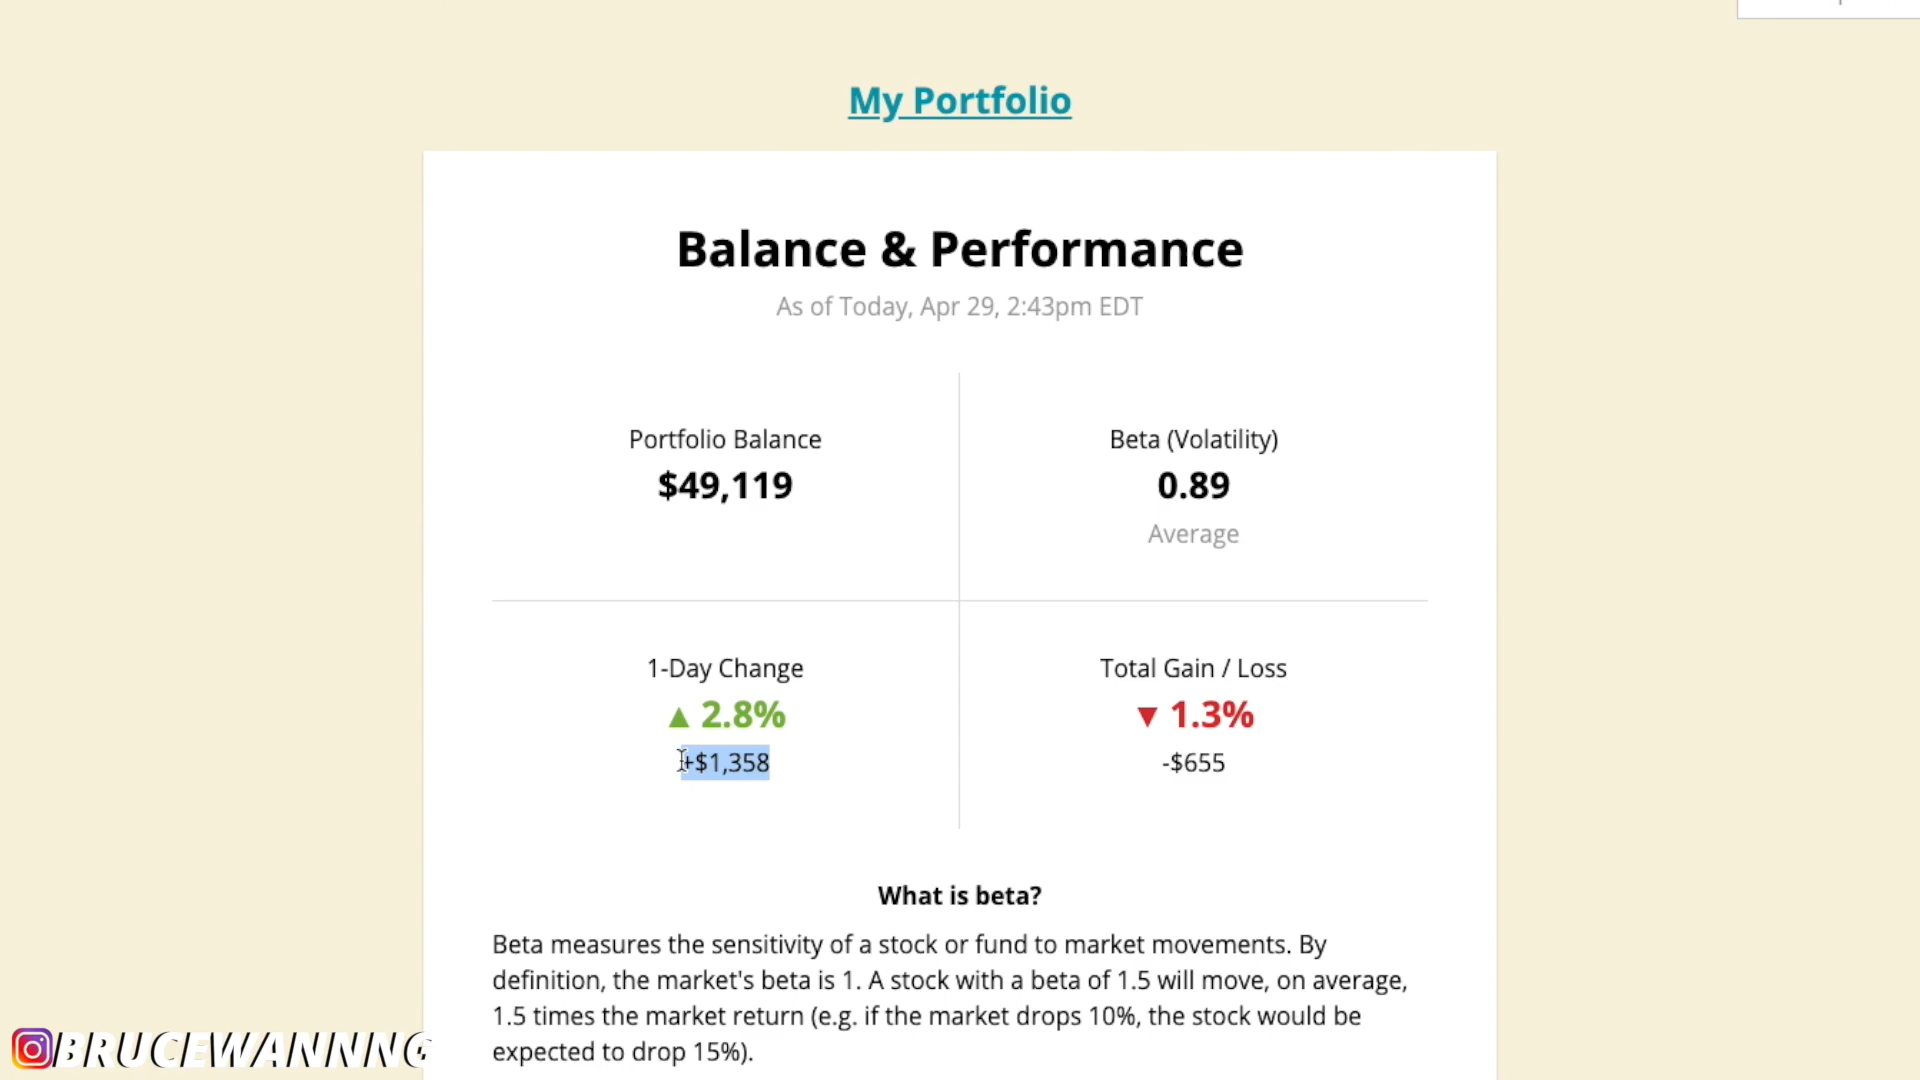 My Portfolio
Balance & Performance
As of Today, Apr 29, 2:43pm EDT
Portfolio Balance
$49,119
Beta (Volatility)
0.89
Average
1-Day Change
▲ 2.8%
+$1,358
Total Gain / Loss
▼ 1.3%
-$655
What is beta?
Beta measures the sensitivity of a stock or fund to market movements. By
definition, the market's beta is 1. A stock with a beta of 1.5 will move, on average,
1.5 times the market return (e.g. if the market drops 10%, the stock would be
expected to drop 15%).
BRUCEWANNNG